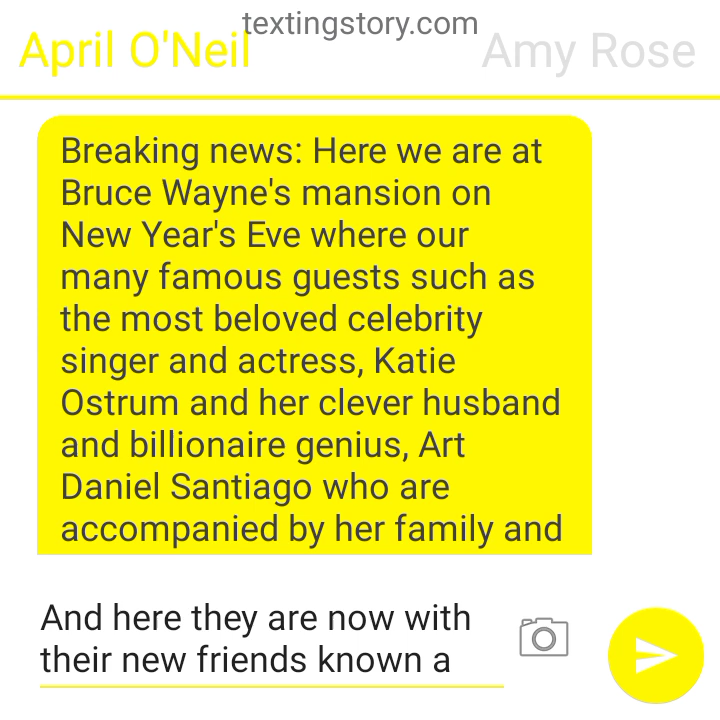 textingstory.com
April O'Neil
Amy Rose
Breaking news: Here we are at
Bruce Wayne's mansion on
New Year's Eve where our
many famous guests such as
the most beloved celebrity
singer and actress, Katie
Ostrum and her clever husband
and billionaire genius, Art
Daniel Santiago who are
accompanied by her family and
And here they are now with
their new friends known a